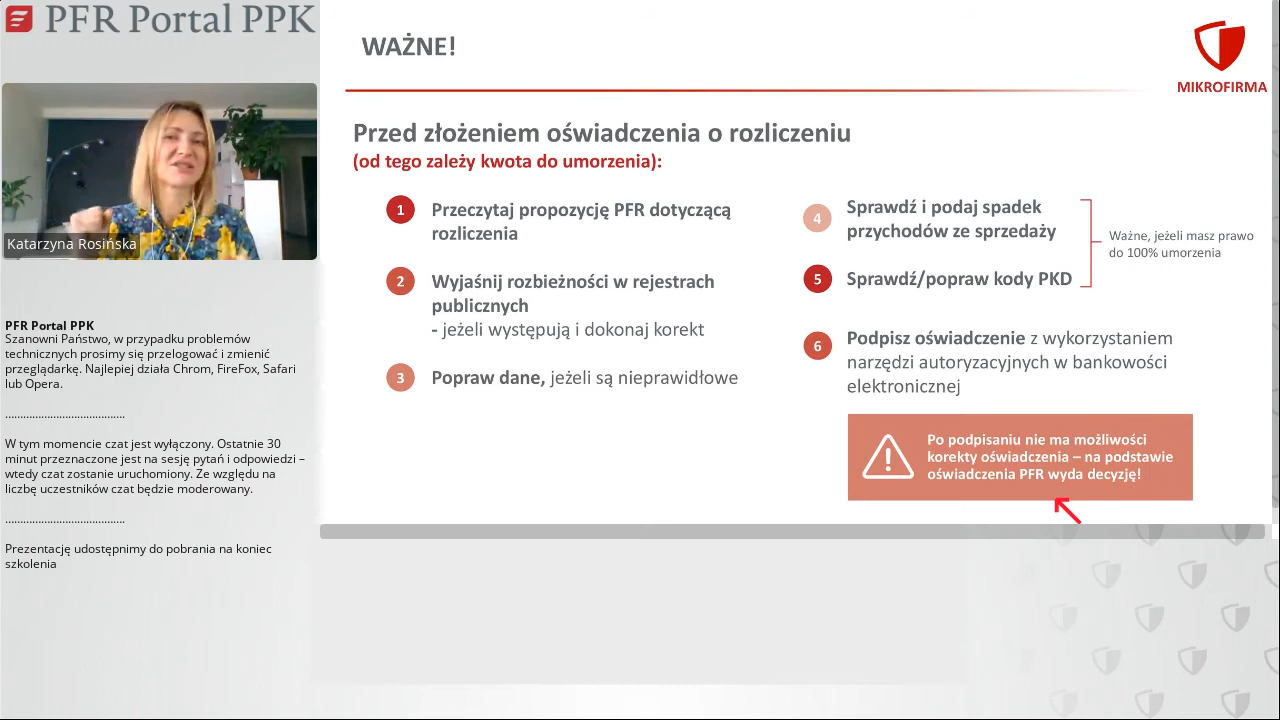 PFR Portal PPK
Katarzyna Rosińska
PFR Portal PPK
Szanowni Państwo, w przypadku problemów
technicznych prosimy się przelogować i zmienić
przeglądarkę. Najlepiej działa Chrom, FireFox, Safari
lub Opera.
........................................
W tym momencie czat jest wyłączony. Ostatnie 30
minut przeznaczone jest na sesję pytań i odpowiedzi –
wtedy czat zostanie uruchomiony. Ze względu na
liczbę uczestników czat będzie moderowany.
........................................
Prezentację udostępnimy do pobrania na koniec
szkolenia
WAŻNE!
MIKROFIRMA
Przed złożeniem oświadczenia o rozliczeniu
(od tego zależy kwota do umorzenia):
1 Przeczytaj propozycję PFR dotyczącą
rozliczenia
2 Wyjaśnij rozbieżności w rejestrach
publicznych
- jeżeli występują i dokonaj korekt
3 Popraw dane, jeżeli są nieprawidłowe
4 Sprawdź i podaj spadek
przychodów ze sprzedaży
5 Sprawdź/popraw kody PKD
Ważne, jeżeli masz prawo
do 100% umorzenia
6 Podpisz oświadczenie z wykorzystaniem
narzędzi autoryzacyjnych w bankowości
elektronicznej
Po podpisaniu nie ma możliwości
korekty oświadczenia – na podstawie
oświadczenia PFR wyda decyzję!